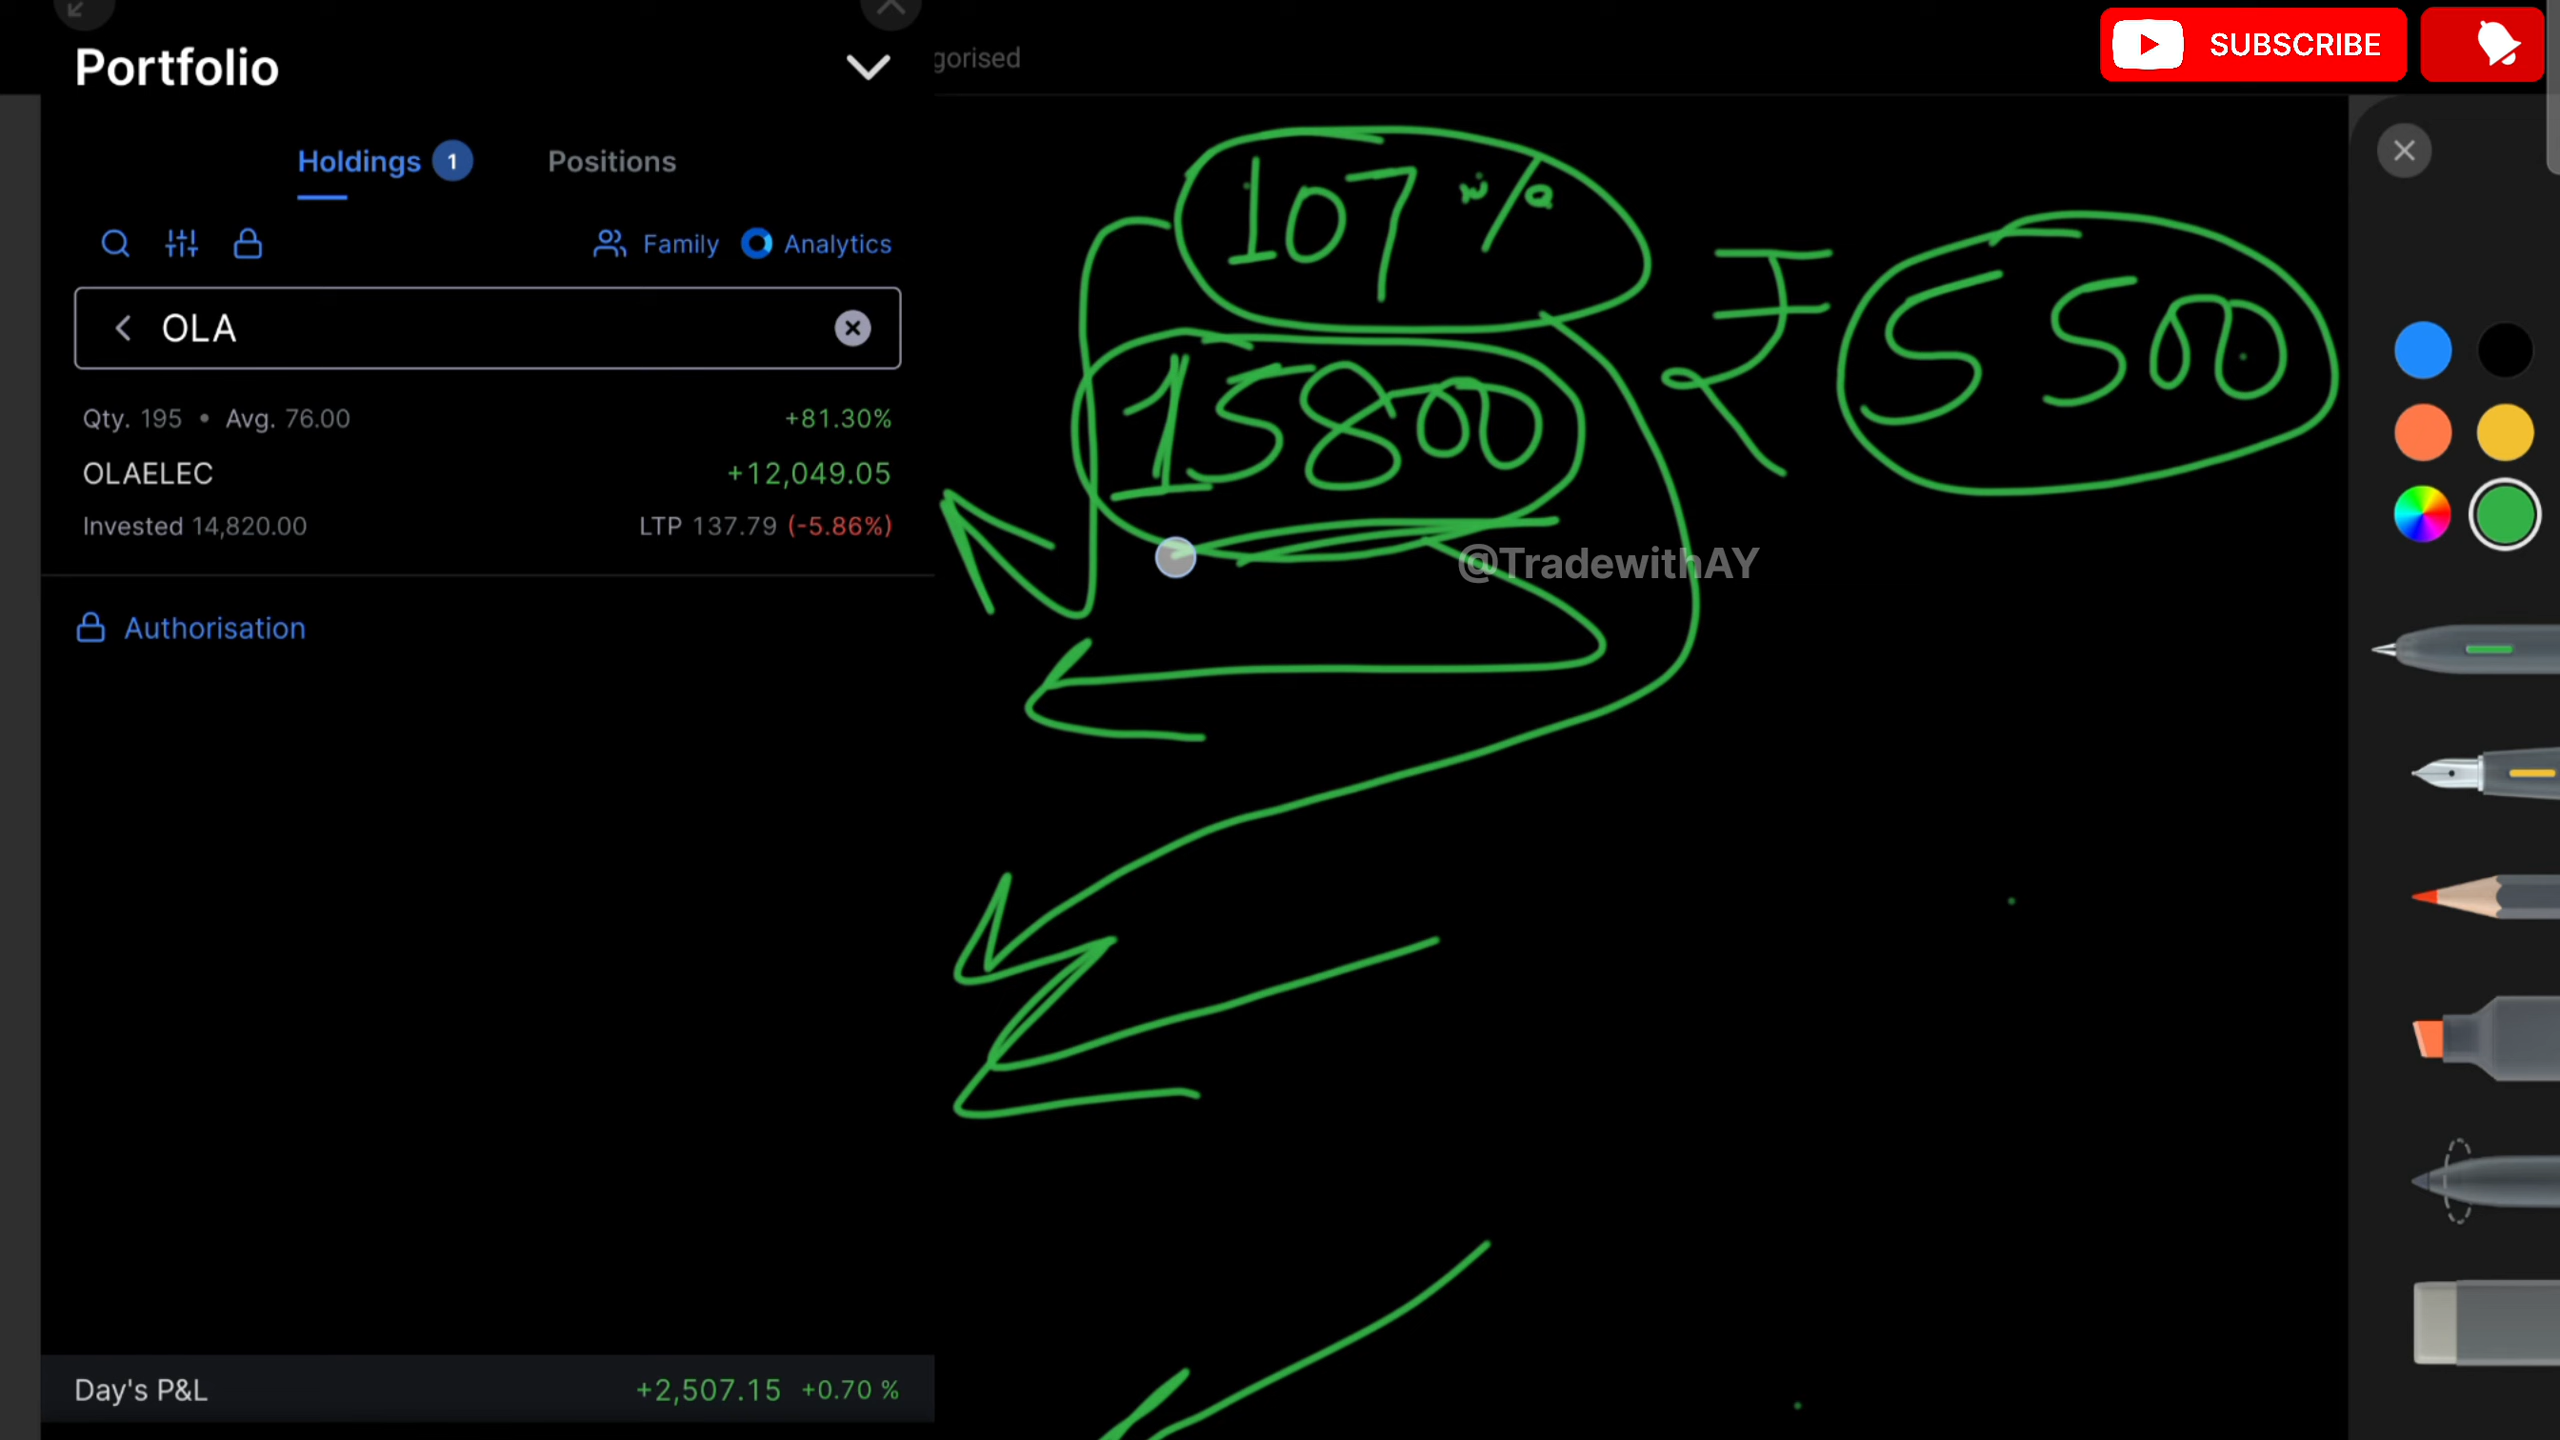 Portfolio
gorised
SUBSCRIBE
Holdings 1 Positions
Family Analytics
OLA
Qty. 195 • Avg. 76.00 +81.30%
OLAELEC +12,049.05
Invested 14,820.00 LTP 137.79 (-5.86%)
Authorisation
107
₹ 5500
15800
@TradewithAY
Day's P&L +2,507.15 +0.70 %